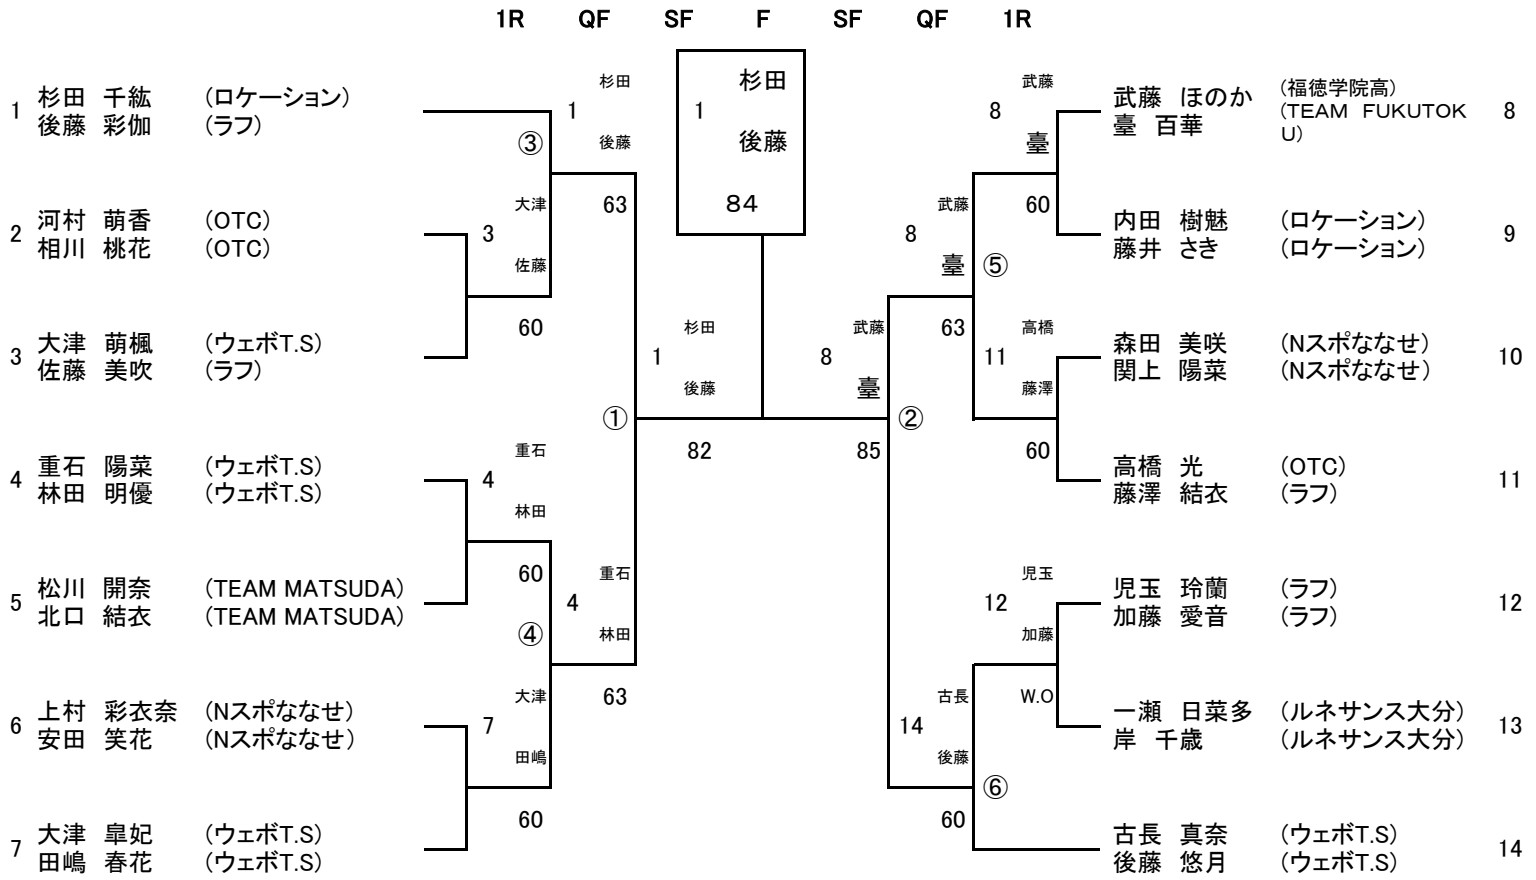 1R QF SF F SF QF 1R
1 杉田 千紘 (ロケーション)
後藤 彩伽 (ラフ)
2 河村 萌香 (OTC)
相川 桃花 (OTC)
3 大津 萌楓 (ウェボT.S)
佐藤 美吹 (ラフ)
4 重石 陽菜 (ウェボT.S)
林田 明優 (ウェボT.S)
5 松川 開奈 (TEAM MATSUDA)
北口 結衣 (TEAM MATSUDA)
6 上村 彩衣奈 (Nスポななせ)
安田 笑花 (Nスポななせ)
7 大津 皐妃 (ウェボT.S)
田嶋 春花 (ウェボT.S)
③
大津
3
佐藤
60
重石
4
林田
60
④
大津
7
田嶋
60
杉田
1
後藤
63
①
重石
4
林田
63
杉田
1
後藤
82
杉田
1
後藤
84
武藤
8
臺
85
②
武藤
8
臺
63
⑤
古長
14
後藤
60
⑥
武藤
8
臺
60
高橋
11
藤澤
60
児玉
12
加藤
W.O
武藤 ほのか (福徳学院高)
臺 百華 (TEAM FUKUTOK
U)
8
内田 樹魅 (ロケーション)
藤井 さき (ロケーション)
9
森田 美咲 (Nスポななせ)
関上 陽菜 (Nスポななせ)
10
高橋 光 (OTC)
藤澤 結衣 (ラフ)
11
児玉 玲蘭 (ラフ)
加藤 愛音 (ラフ)
12
一瀬 日菜多 (ルネサンス大分)
岸 千歳 (ルネサンス大分)
13
古長 真奈 (ウェボT.S)
後藤 悠月 (ウェボT.S)
14